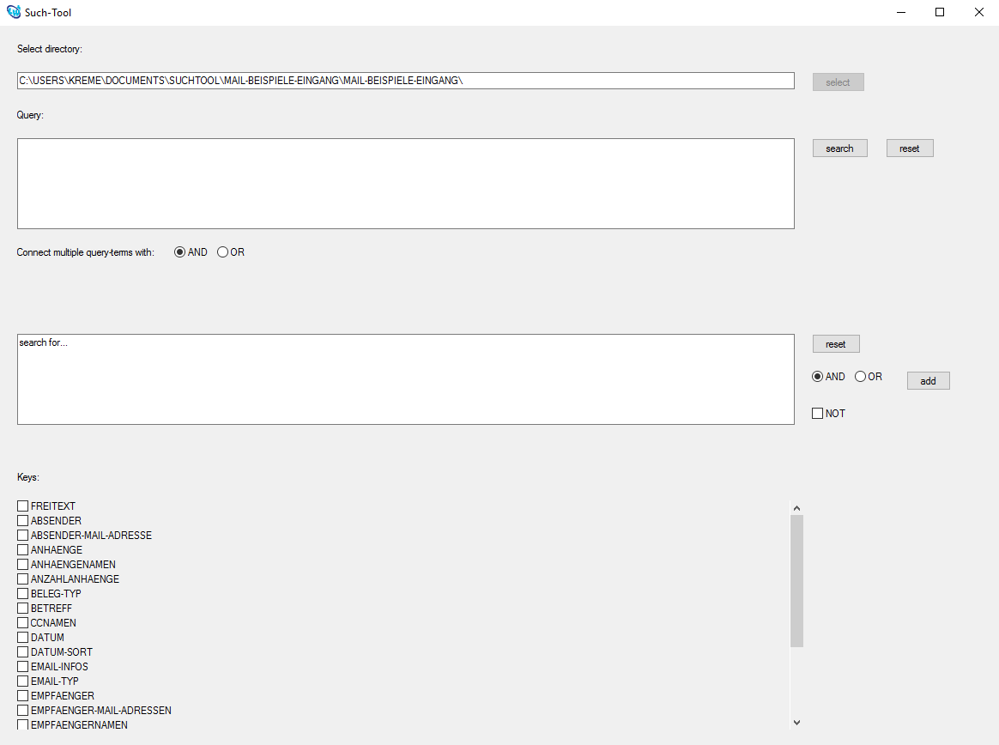 Such-Tool
Select directory:
C:\USERS\KREME\DOCUMENTS\SUCHTOOL\MAIL-BEISPIELE-EINGANG\MAIL-BEISPIELE-EINGANG\
select
Query:
search
reset
Connect multiple query-terms with:
AND
OR
search for...
reset
AND
OR
add
NOT
Keys:
FREITEXT
ABSENDER
ABSENDER-MAIL-ADRESSE
ANHAENGE
ANHAENGENAMEN
ANZAHLANHAENGE
BELEG-TYP
BETREFF
CCNAMEN
DATUM
DATUM-SORT
EMAIL-INFOS
EMAIL-TYP
EMPFAENGER
EMPFAENGER-MAIL-ADRESSEN
EMPFAENGERNAMEN